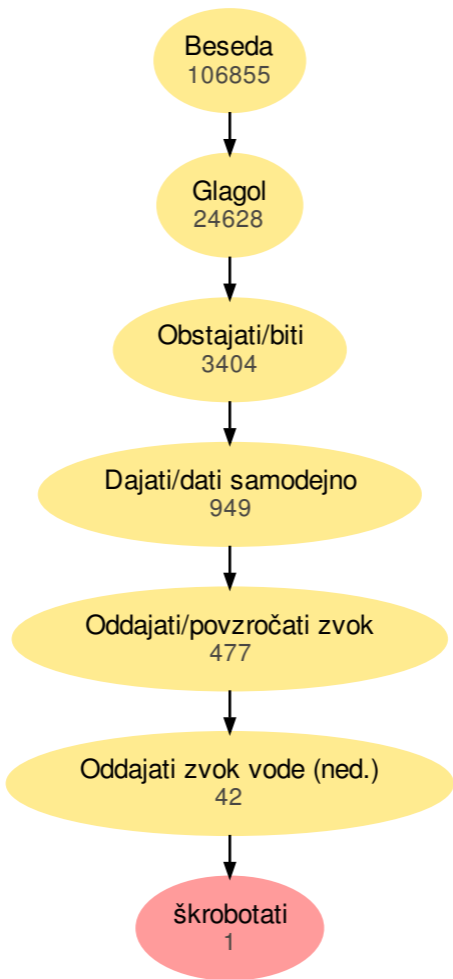 Beseda
106855
Glagol
24628
Obstajati/biti
3404
Dajati/dati samodejno
949
Oddajati/povzročati zvok
477
Oddajati zvok vode (ned.)
42
škrobotati
1